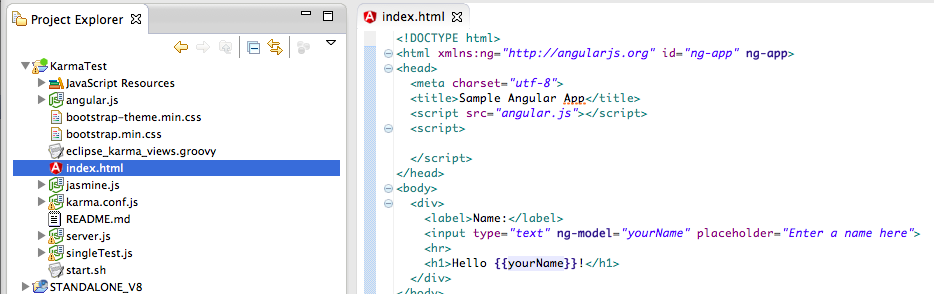 Project Explorer
KarmaTest
JavaScript Resources
angular.js
bootstrap-theme.min.css
bootstrap.min.css
eclipse_karma_views.groovy
index.html
jasmine.js
karma.conf.js
README.md
server.js
singleTest.js
start.sh
STANDALONE_V8
index.html
<!DOCTYPE html>
<html xmlns:ng="http://angularjs.org" id="ng-app" ng-app>
<head>
<meta charset="utf-8">
<title>Sample Angular App</title>
<script src="angular.js"></script>
<script>
</script>
</head>
<body>
<div>
<label>Name:</label>
<input type="text" ng-model="yourName" placeholder="Enter a name here">
<hr>
<h1>Hello {{yourName}}!</h1>
</div>
</body>